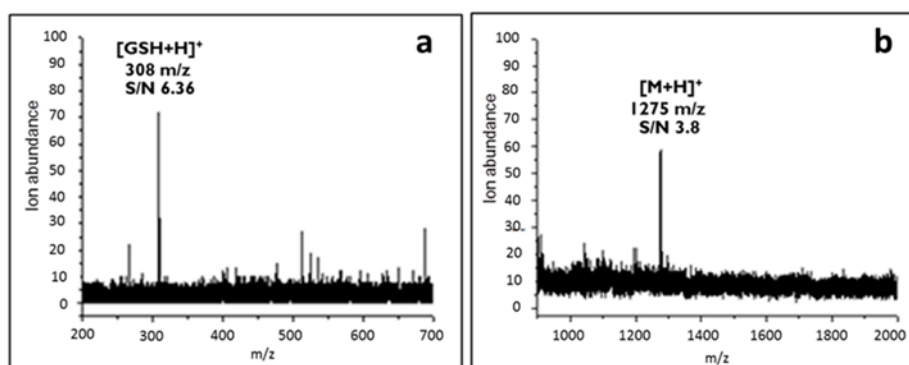 a
[GSH+H]⁺
308 m/z
S/N 6.36
Ion abundance
100
90
80
70
60
50
40
30
20
10
0
200 300 400 500 600 700
m/z
b
[M+H]⁺
1275 m/z
S/N 3.8
Ion abundance
100
90
80
70
60
50
40
30
20
10
0
1000 1200 1400 1600 1800 2000
m/z